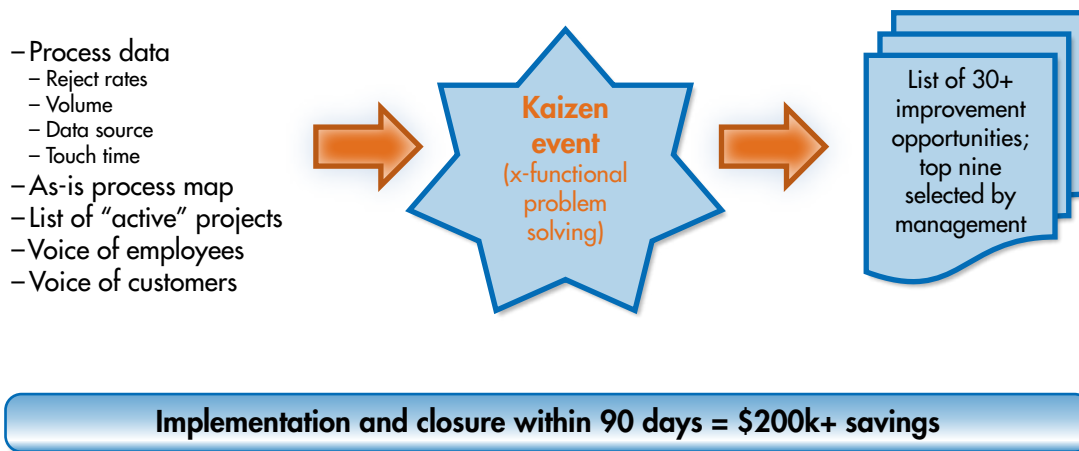 – Process data
– Reject rates
– Volume
– Data source
– Touch time
– As-is process map
– List of “active” projects
– Voice of employees
– Voice of customers
Kaizen
event
(x-functional
problem
solving)
List of 30+
improvement
opportunities;
top nine
selected by
management
Implementation and closure within 90 days = $200k+ savings